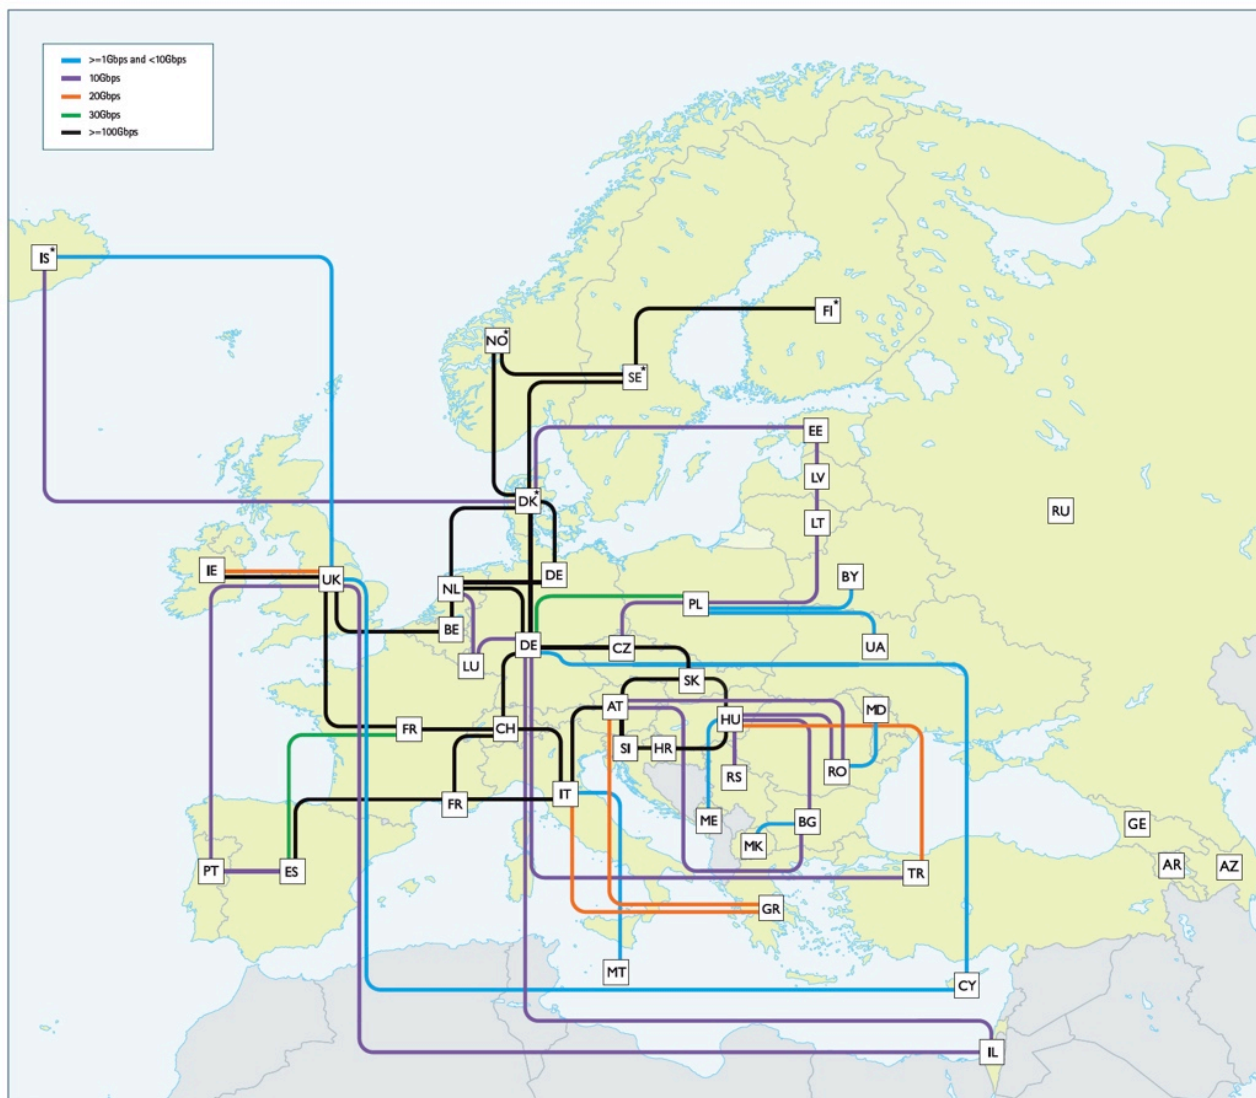 >=1Gbps and <10Gbps
10Gbps
20Gbps
30Gbps
>=100Gbps
IS*
FI*
NO*
SE*
EE
LV
DK*
RU
LT
IE
UK
NL
DE
BY
PL
BE
DE
CZ
UA
LU
SK
AT
MD
HU
FR
CH
SI
HR
RS
RO
IT
FR
ME
BG
GE
MK
PT
ES
TR
AR
AZ
GR
MT
CY
IL